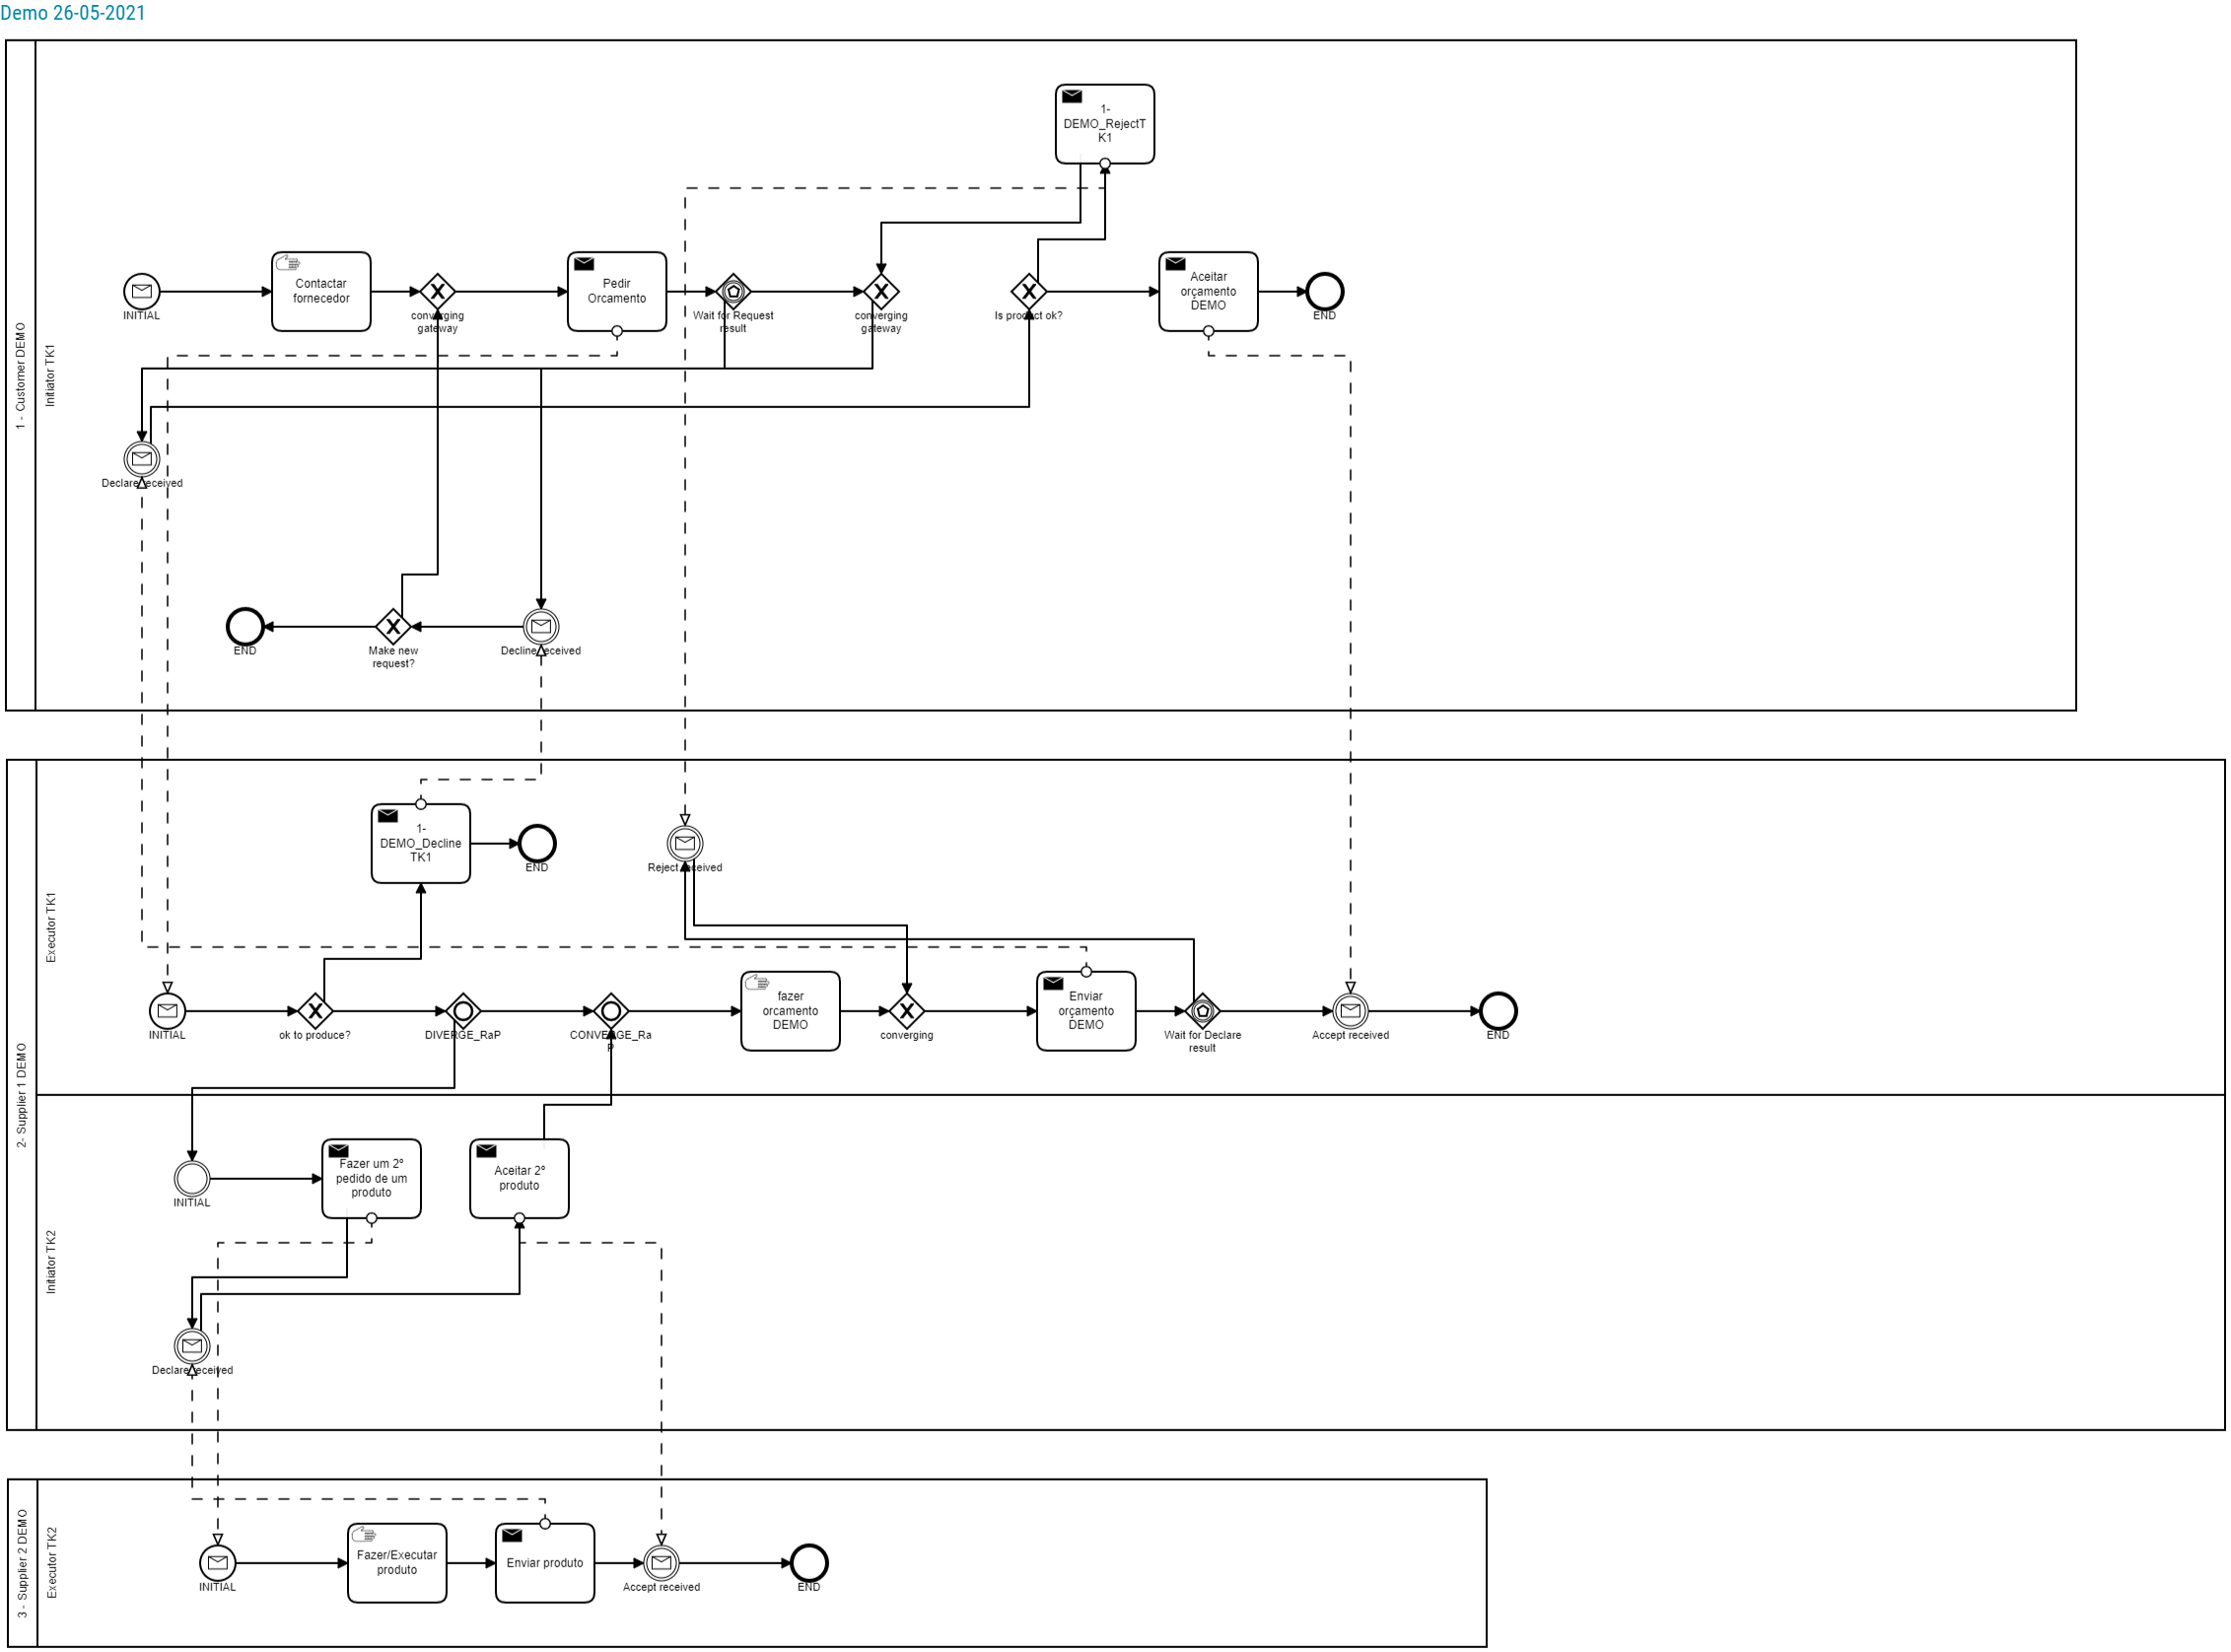 Demo 26-05-2021
1 - Customer DEMO
Initiator TK1
1-
DEMO_RejectT
K1
INITIAL
Contactar
fornecedor
converging
gateway
Pedir
Orcamento
Wait for Request
result
converging
gateway
Is product ok?
Aceitar
orçamento
DEMO
END
Declare received
END
Make new
request?
Decline received
2- Supplier 1 DEMO
Executor TK1
1-
DEMO_Decline
TK1
END
Reject received
INITIAL
ok to produce?
DIVERGE_RaP
CONVERGE_Ra
P
fazer
orcamento
DEMO
converging
Enviar
orçamento
DEMO
Wait for Declare
result
Accept received
END
Initiator TK2
INITIAL
Fazer um 2º
pedido de um
produto
Aceitar 2º
produto
Declare received
3 - Supplier 2 DEMO
Executor TK2
INITIAL
Fazer/Executar
produto
Enviar produto
Accept received
END